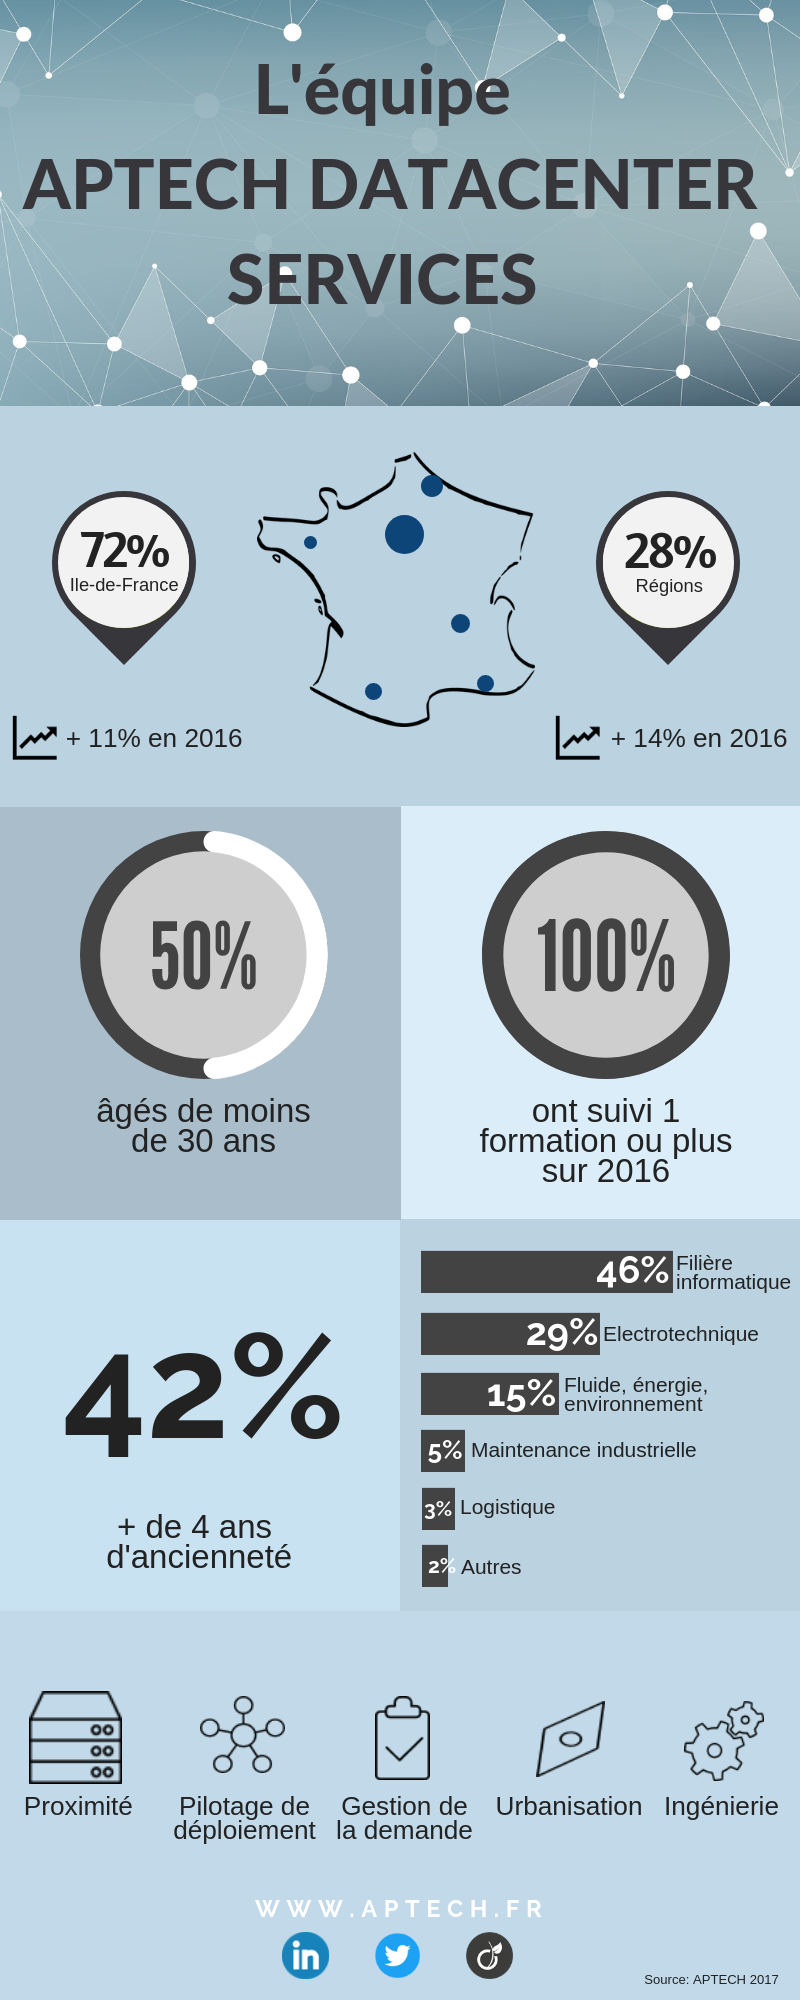 L'équipe
APTECH DATACENTER
SERVICES
72%
Ile-de-France
28%
Régions
+ 11% en 2016
+ 14% en 2016
50%
âgés de moins
de 30 ans
100%
ont suivi 1
formation ou plus
sur 2016
42%
+ de 4 ans
d'ancienneté
46% Filière
informatique
29% Electrotechnique
15% Fluide, énergie,
environnement
5% Maintenance industrielle
3% Logistique
2% Autres
Proximité
Pilotage de
déploiement
Gestion de
la demande
Urbanisation
Ingénierie
WWW.APTECH.FR
in
Source: APTECH 2017